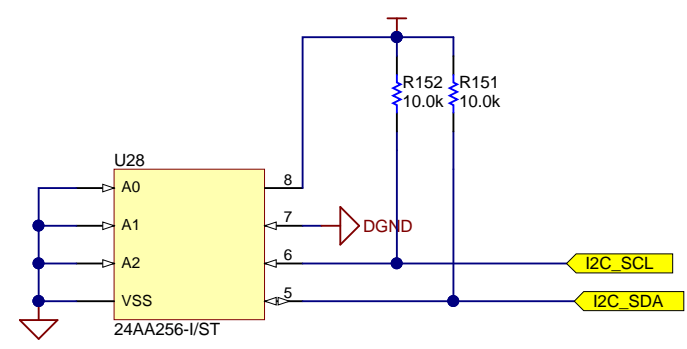 R152 R151
10.0k 10.0k
U28
A0 8
A1 7 DGND
A2 6 I2C_SCL
VSS 5 I2C_SDA
24AA256-I/ST